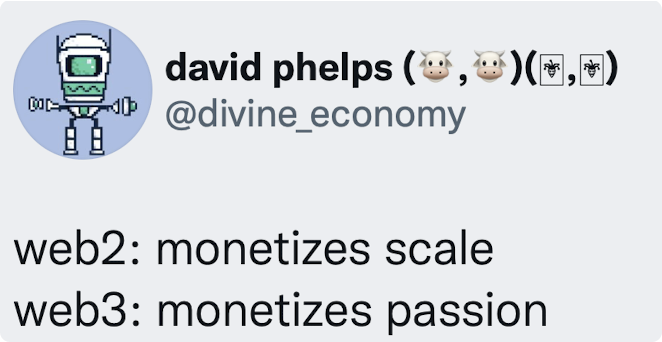 david phelps (🐮,🐮)(🃏,🃏)
@divine_economy
web2: monetizes scale
web3: monetizes passion